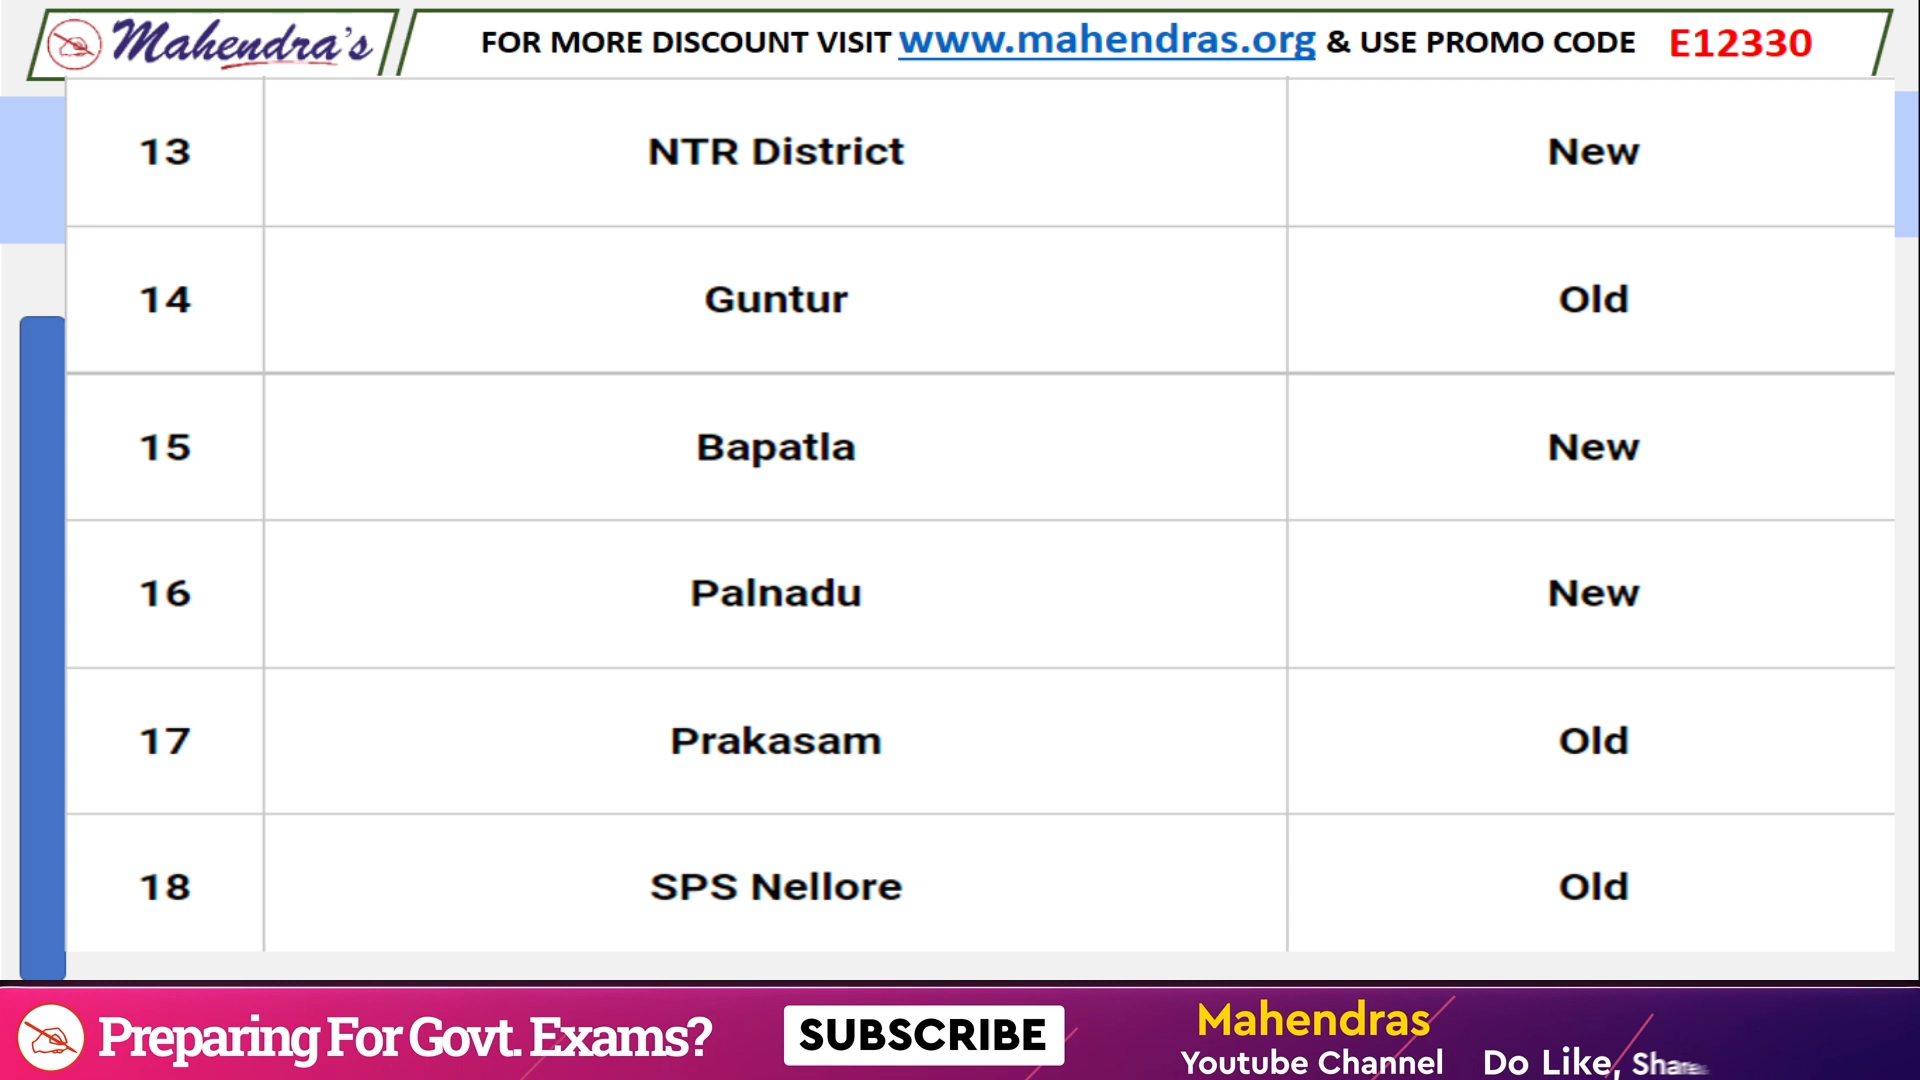 Mahendra's
FOR MORE DISCOUNT VISIT www.mahendras.org & USE PROMO CODE E12330
13 NTR District New
14 Guntur Old
15 Bapatla New
16 Palnadu New
17 Prakasam Old
18 SPS Nellore Old
Preparing For Govt. Exams?
SUBSCRIBE
Mahendras
Youtube Channel
Do Like, Share